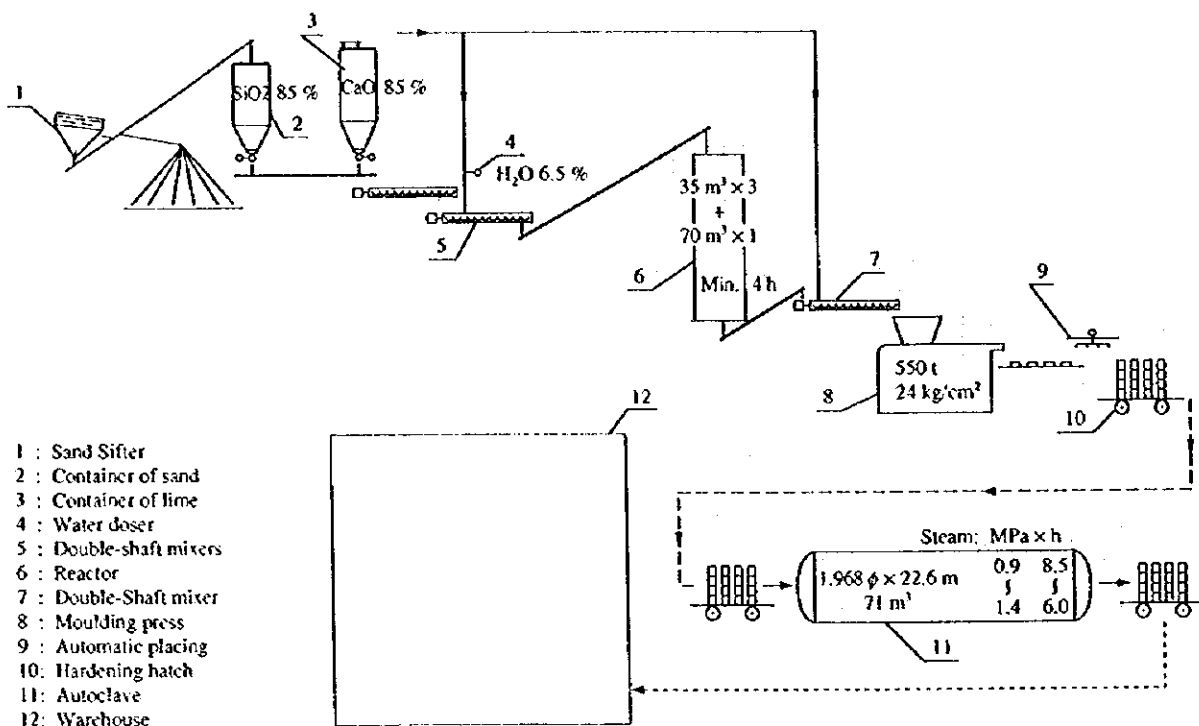 3
SiO2 85 %
CaO 85 %
1
2
4
H₂O 6.5 %
5
35 m³ × 3
+
70 m³ × 1
6
Min. 4 h
7
9
550 t
24 kg/cm²
8
10
12
1 : Sand Sifter
2 : Container of sand
3 : Container of lime
4 : Water doser
5 : Double-shaft mixers
6 : Reactor
7 : Double-Shaft mixer
8 : Moulding press
9 : Automatic placing
10: Hardening hatch
11: Autoclave
12: Warehouse
Steam: MPa × h
1.968 ϕ × 22.6 m
71 m³
0.9 8.5
∫ ∫
1.4 6.0
11